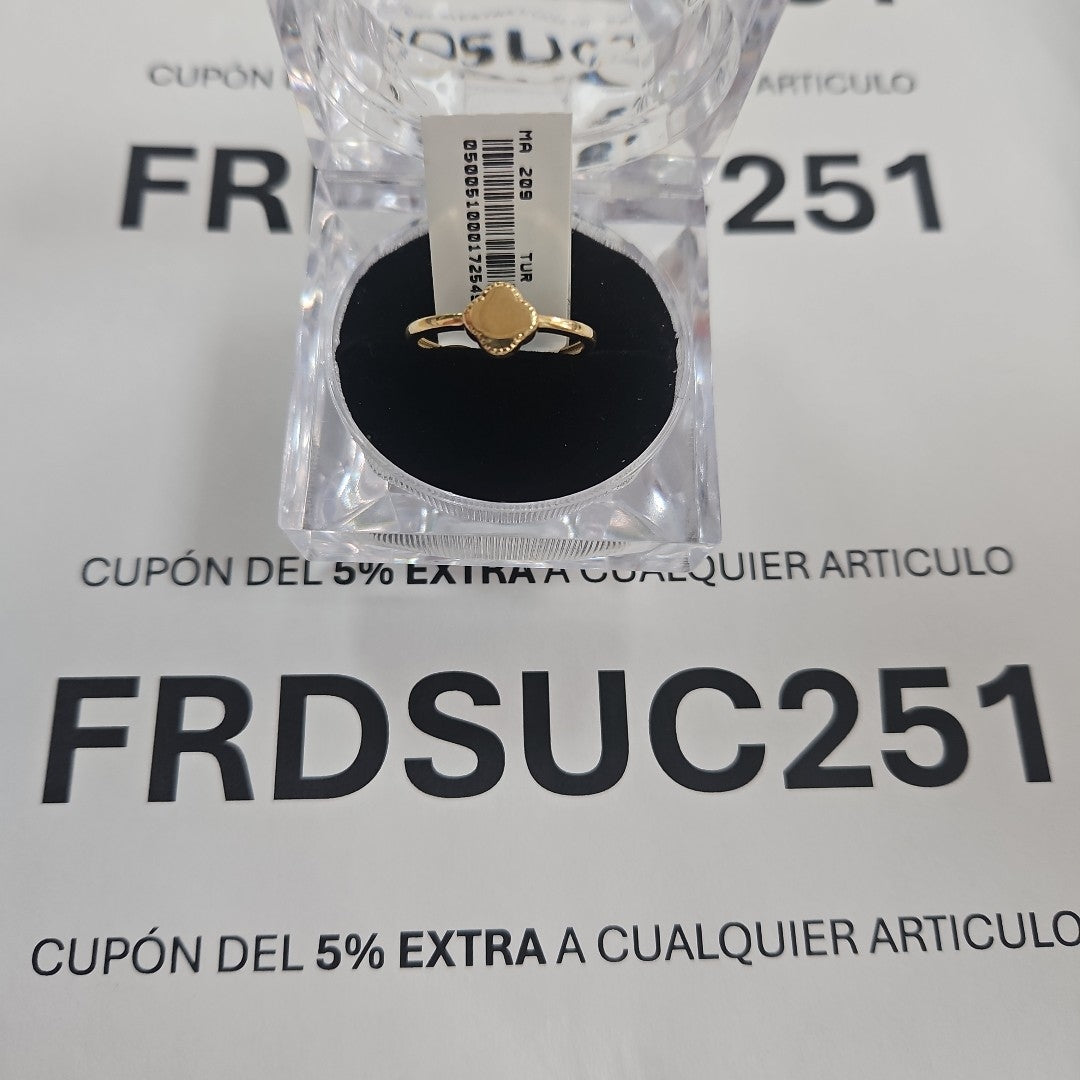 CUPÓN
ARTICULO
FR
251
MA 209 TUR
CUPÓN DEL 5% EXTRA A CUALQUIER ARTICULO
FRDSUC251
CUPÓN DEL 5% EXTRA A CUALQUIER ARTICULO